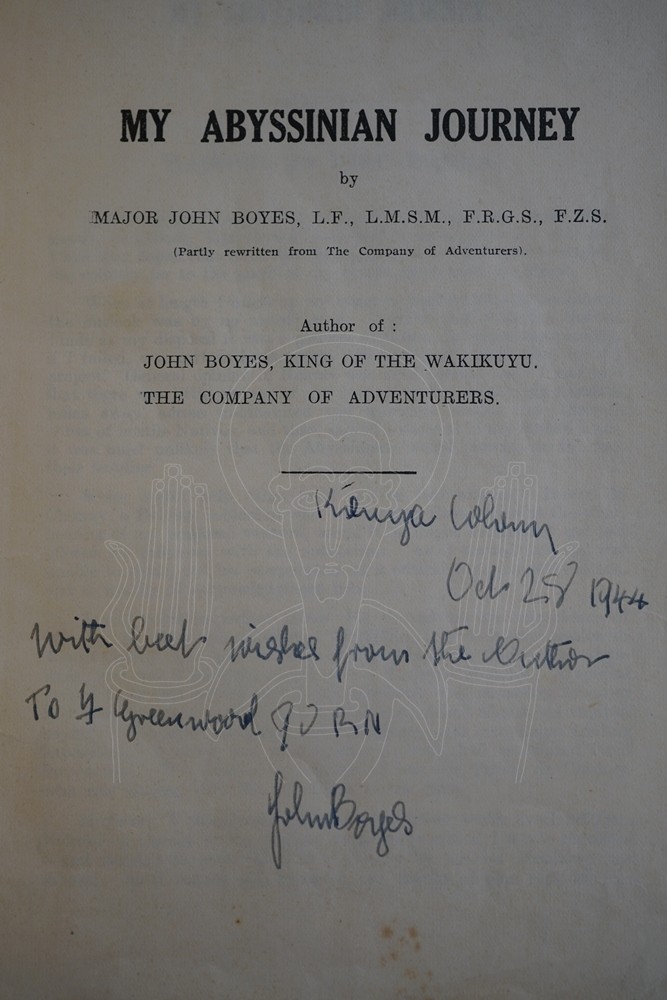 MY ABYSSINIAN JOURNEY
by
MAJOR JOHN BOYES, L.F., L.M.S.M., F.R.G.S., F.Z.S.
(Partly rewritten from The Company of Adventurers).
Author of :
JOHN BOYES, KING OF THE WAKIKUYU.
THE COMPANY OF ADVENTURERS.
Kenya Colony
Oct 28 1944
with best wishes from the Author
To Greenwood RN
John Boyes